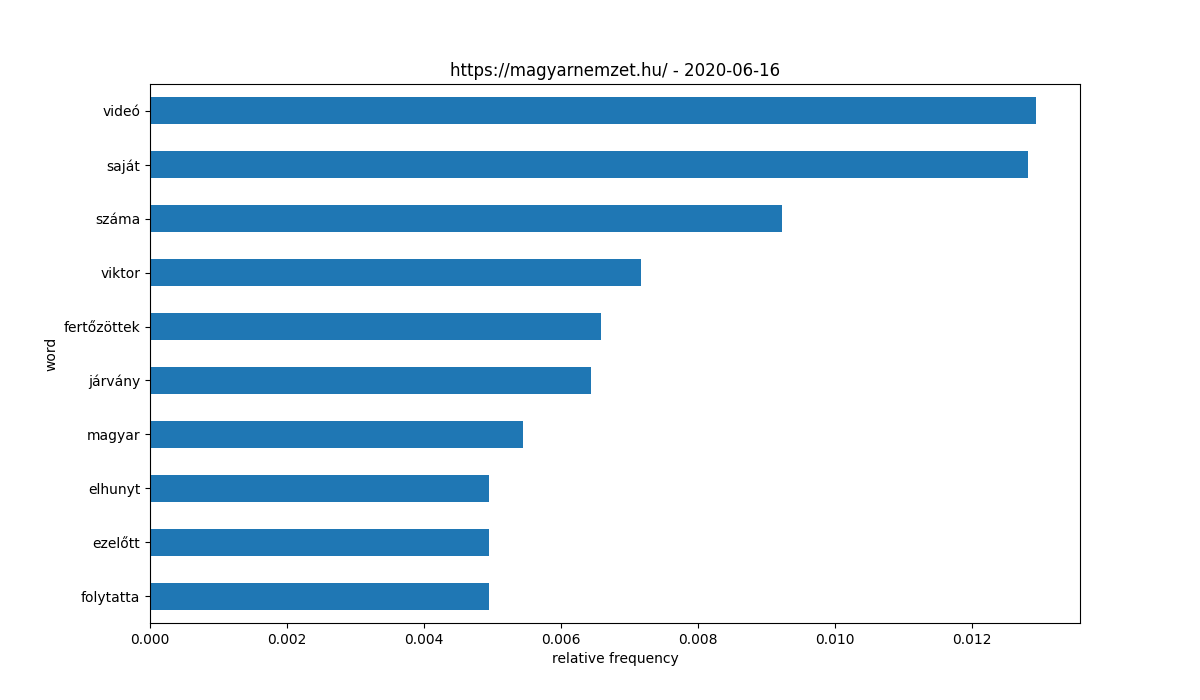 https://magyarnemzet.hu/ - 2020-06-16
videó
saját
száma
viktor
fertőzöttek
járvány
magyar
elhunyt
ezelőtt
folytatta
word
0.000 0.002 0.004 0.006 0.008 0.010 0.012
relative frequency